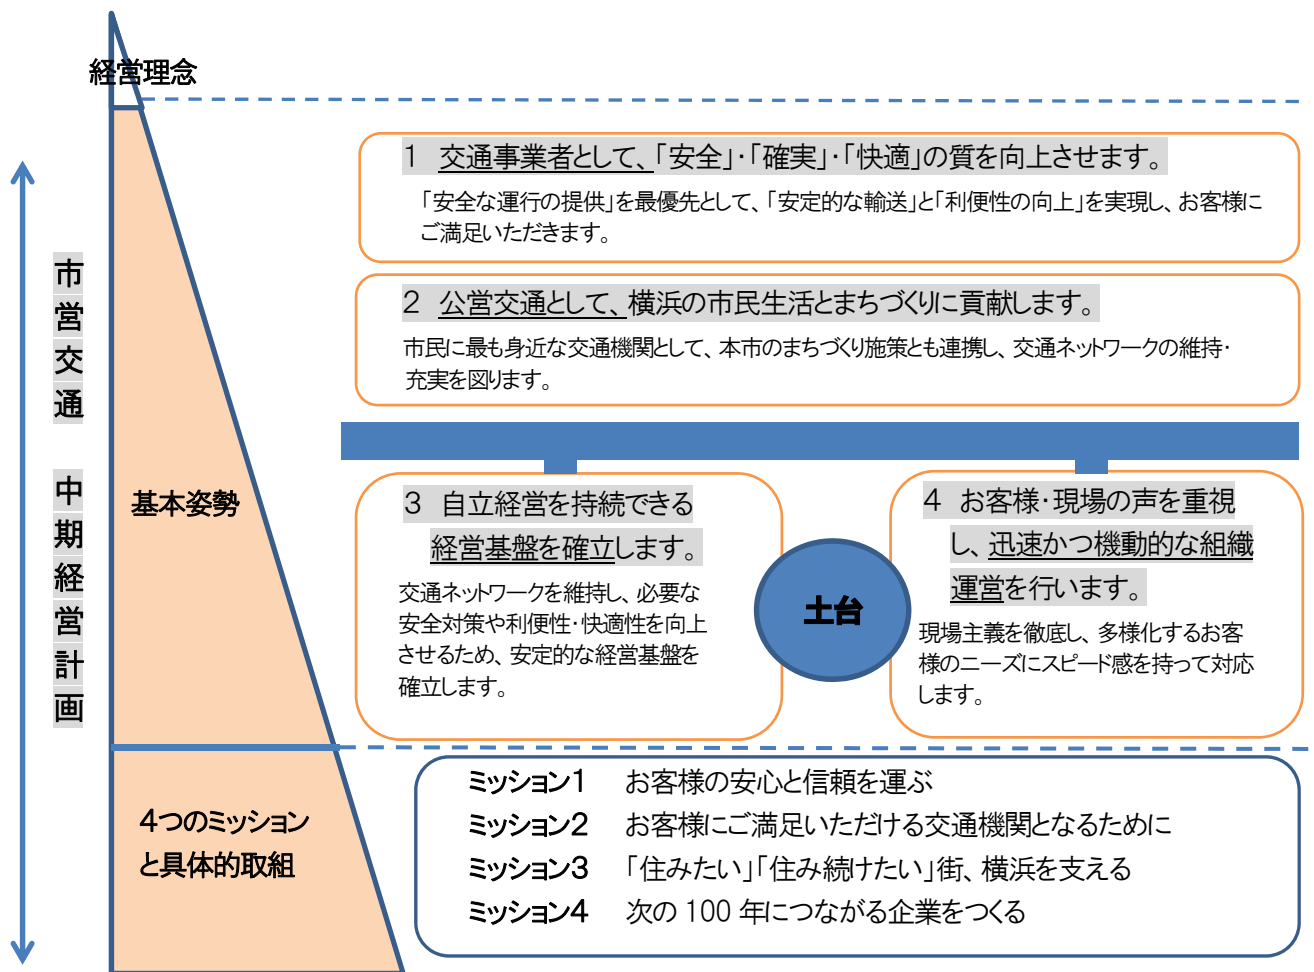 経営理念
市営交通 中期経営計画
1 交通事業者として、「安全」・「確実」・「快適」の質を向上させます。
「安全な運行の提供」を最優先として、「安定的な輸送」と「利便性の向上」を実現し、お客様に
ご満足いただきます。
2 公営交通として、横浜の市民生活とまちづくりに貢献します。
市民に最も身近な交通機関として、本市のまちづくり施策とも連携し、交通ネットワークの維持・
充実を図ります。
基本姿勢
3 自立経営を持続できる
経営基盤を確立します。
交通ネットワークを維持し、必要な
安全対策や利便性・快適性を向上
させるため、安定的な経営基盤を
確立します。
土台
4 お客様・現場の声を重視
し、迅速かつ機動的な組織
運営を行います。
現場主義を徹底し、多様化するお客
様のニーズにスピード感を持って対応
します。
4つのミッション
と具体的取組
ミッション1 お客様の安心と信頼を運ぶ
ミッション2 お客様にご満足いただける交通機関となるために
ミッション3 「住みたい」「住み続けたい」街、横浜を支える
ミッション4 次の 100 年につながる企業をつくる